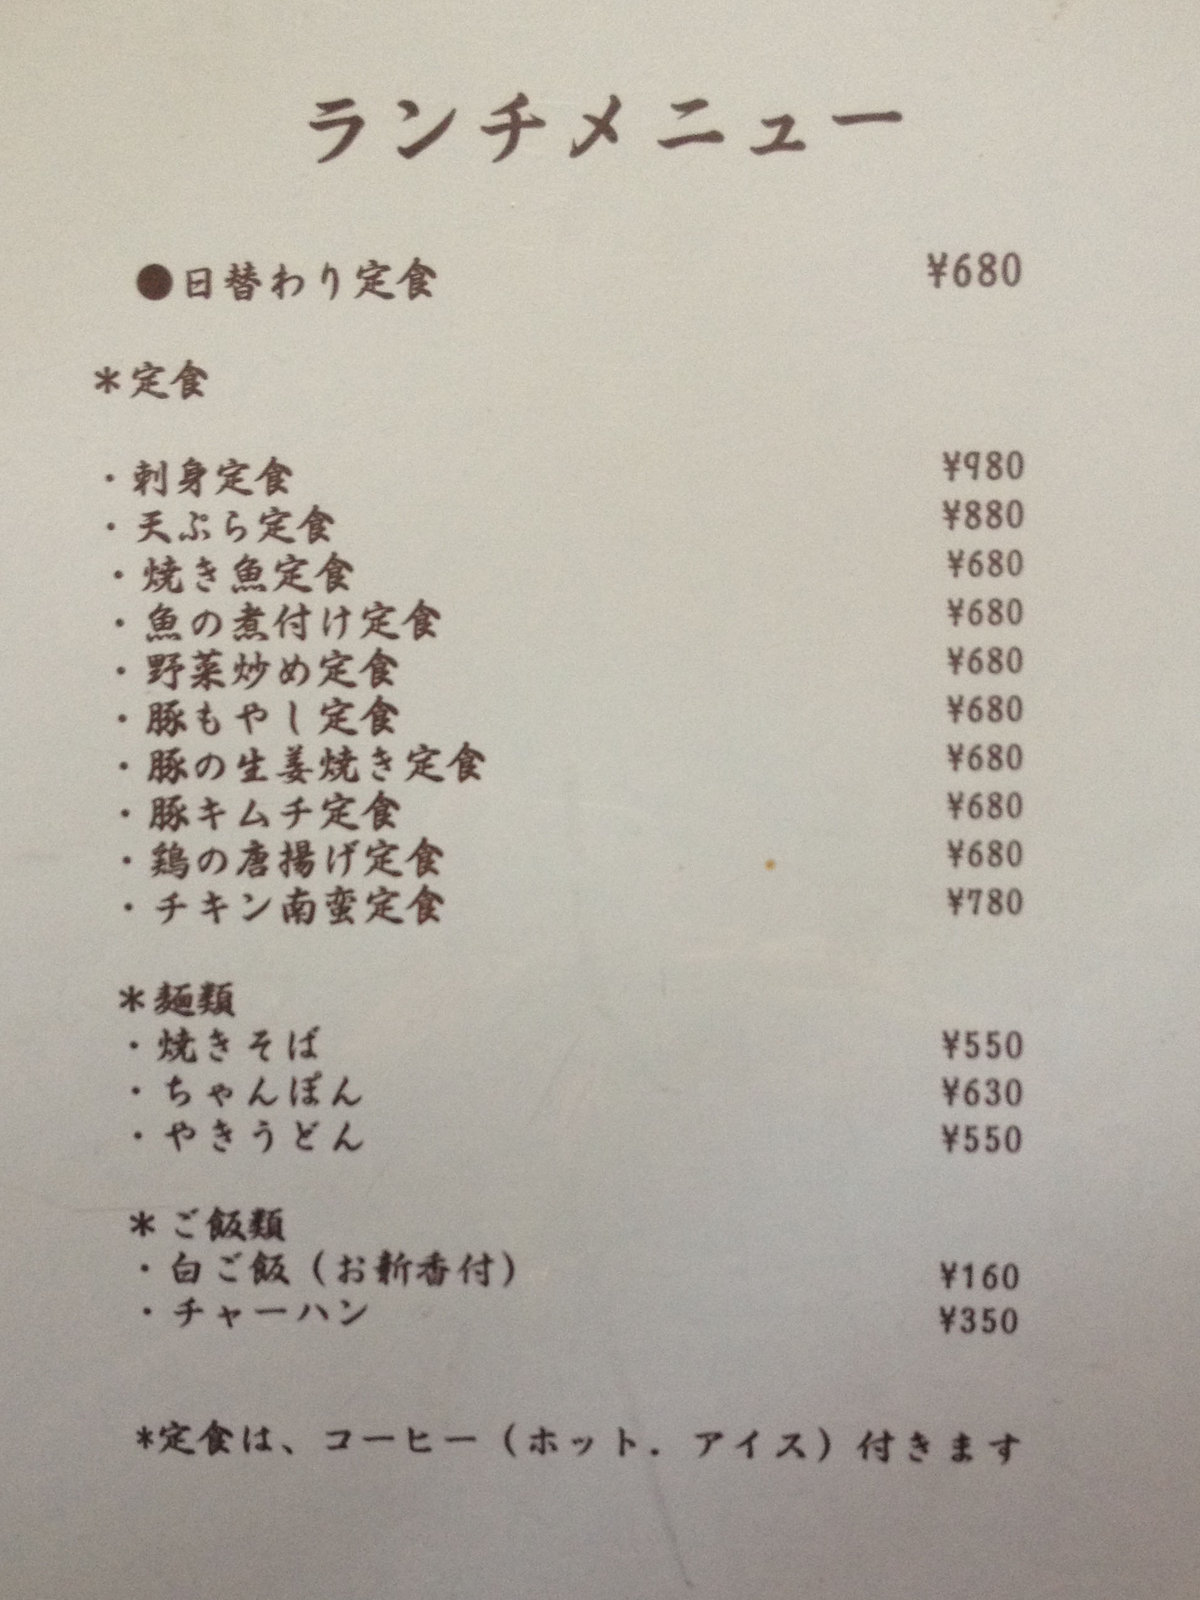 ランチメニュー
●日替わり定食 ¥680
＊定食
・刺身定食 ¥980
・天ぷら定食 ¥880
・焼き魚定食 ¥680
・魚の煮付け定食 ¥680
・野菜炒め定食 ¥680
・豚もやし定食 ¥680
・豚の生姜焼き定食 ¥680
・豚キムチ定食 ¥680
・鶏の唐揚げ定食 ¥680
・チキン南蛮定食 ¥780
＊麺類
・焼きそば ¥550
・ちゃんぽん ¥630
・やきうどん ¥550
＊ご飯類
・白ご飯（お新香付） ¥160
・チャーハン ¥350
*定食は、コーヒー（ホット．アイス）付きます